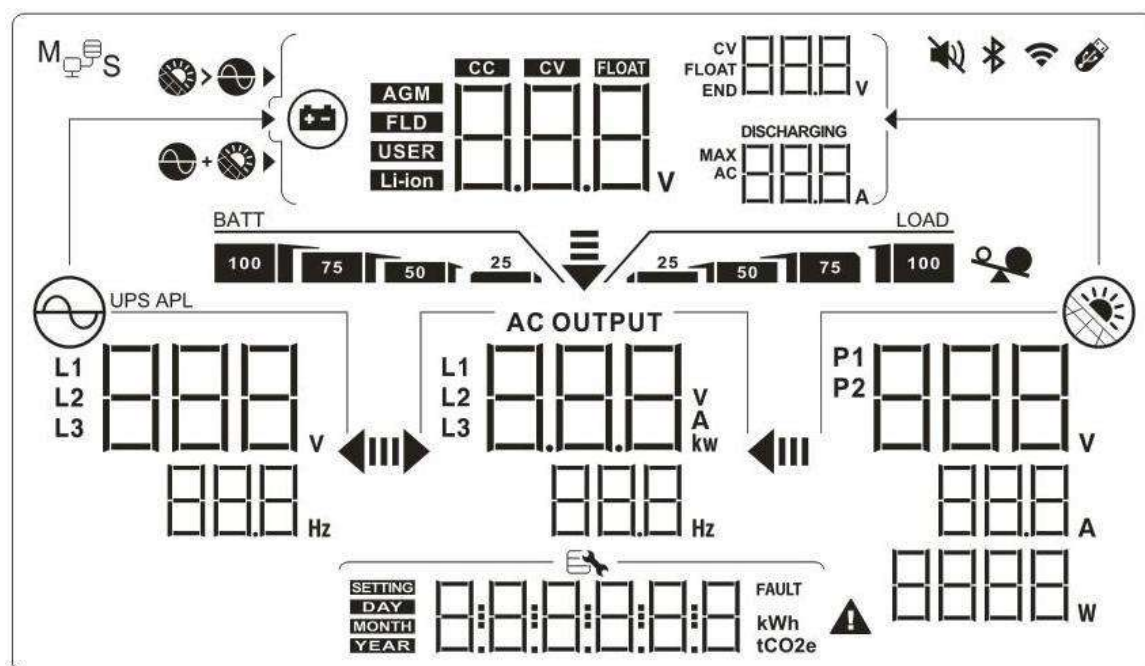 M S
CC CV FLOAT
AGM
FLD
USER
Li-ion
V
CV
FLOAT
END
V
DISCHARGING
MAX
AC
A
BATT
LOAD
100 75 50 25
25 50 75 100
UPS APL
AC OUTPUT
L1
L2
L3
V
Hz
L1
L2
L3
V
A
kw
Hz
P1
P2
V
A
W
SETTING
DAY
MONTH
YEAR
FAULT
kWh
tCO2e